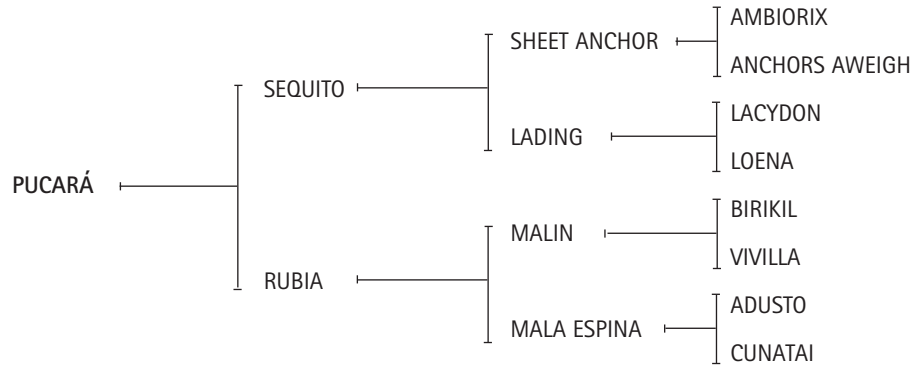 AMBIORIX
SHEET ANCHOR
ANCHORS AWEIGH
SEQUITO
LACYDON
LADING
LOENA
PUCARÁ
BIRIKIL
MALIN
VIVILLA
RUBIA
ADUSTO
MALA ESPINA
CUNATAI